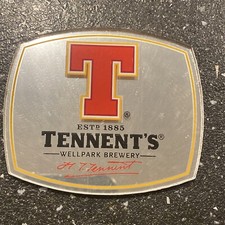 T®
ESTD 1885
TENNENT'S®
WELLPARK BREWERY
H. T. Tennent